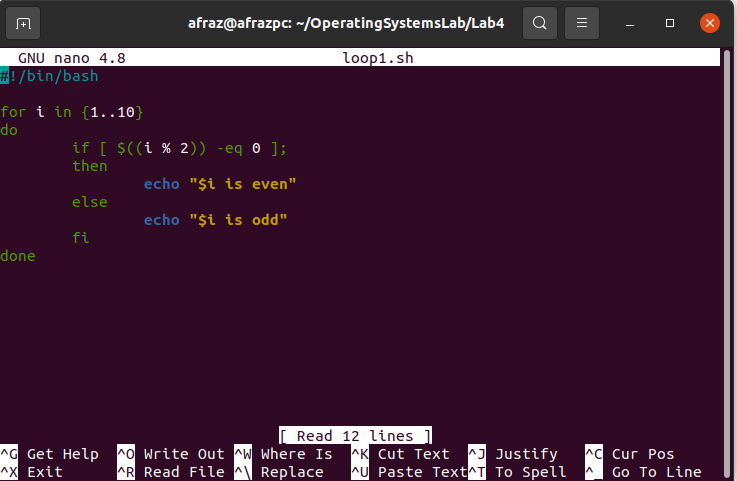 afraz@afrazpc: ~/OperatingSystemsLab/Lab4
GNU nano 4.8 loop1.sh
#!/bin/bash
for i in {1..10}
do
if [ $((i % 2)) -eq 0 ];
then
echo "$i is even"
else
echo "$i is odd"
fi
done
[ Read 12 lines ]
^G Get Help ^O Write Out ^W Where Is ^K Cut Text ^J Justify ^C Cur Pos
^X Exit ^R Read File ^\ Replace ^U Paste Text ^T To Spell ^_ Go To Line